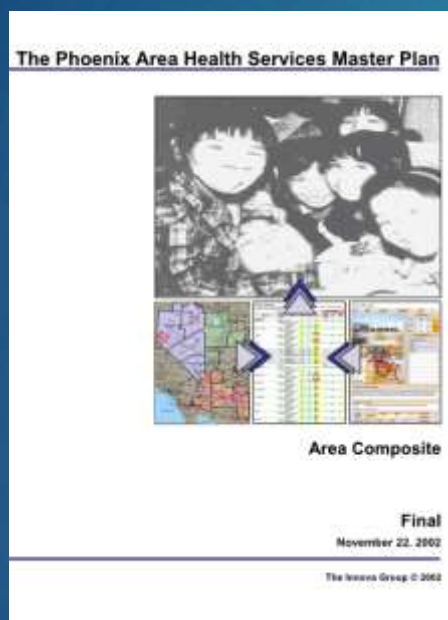 The Phoenix Area Health Services Master Plan
Area Composite
Final
November 22, 2002
The Innova Group © 2002